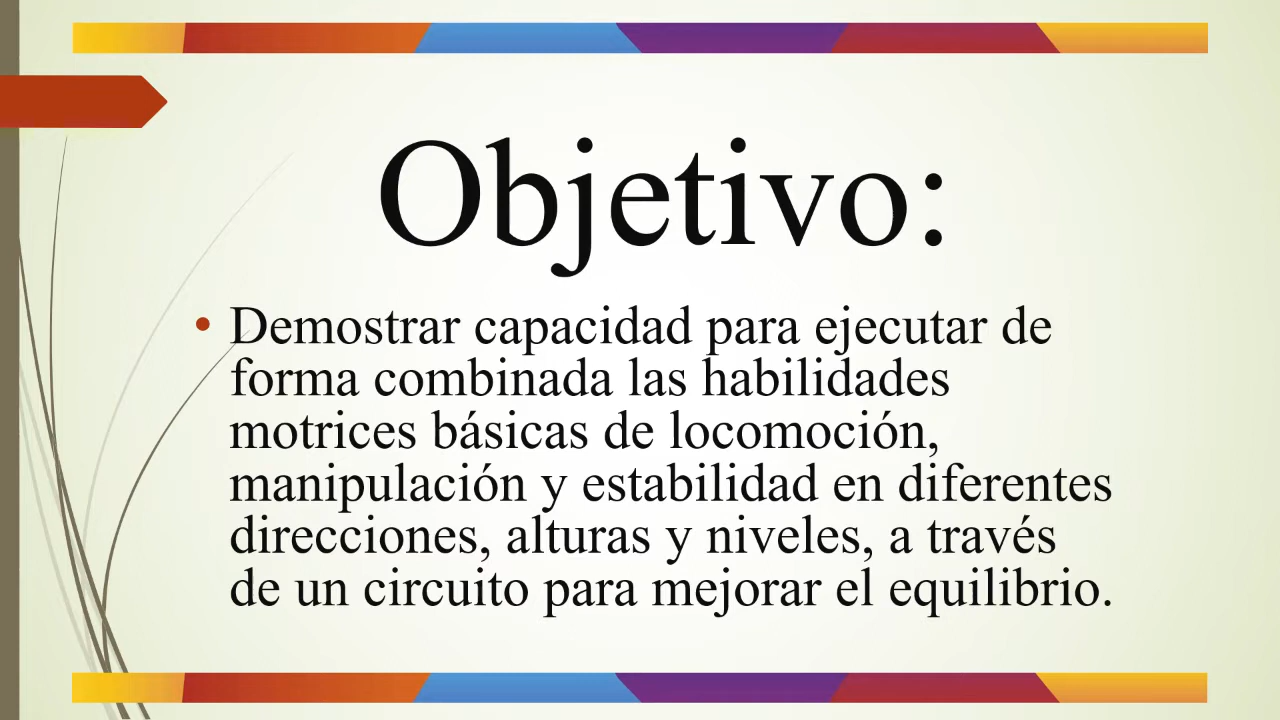 Objetivo:
• Demostrar capacidad para ejecutar de
forma combinada las habilidades
motrices básicas de locomoción,
manipulación y estabilidad en diferentes
direcciones, alturas y niveles, a través
de un circuito para mejorar el equilibrio.